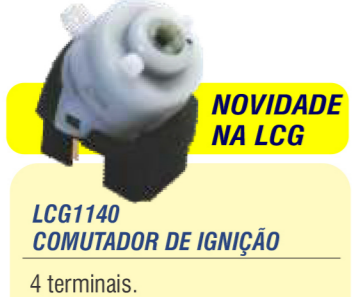 NOVIDADE
NA LCG
LCG1140
COMUTADOR DE IGNIÇÃO
4 terminais.